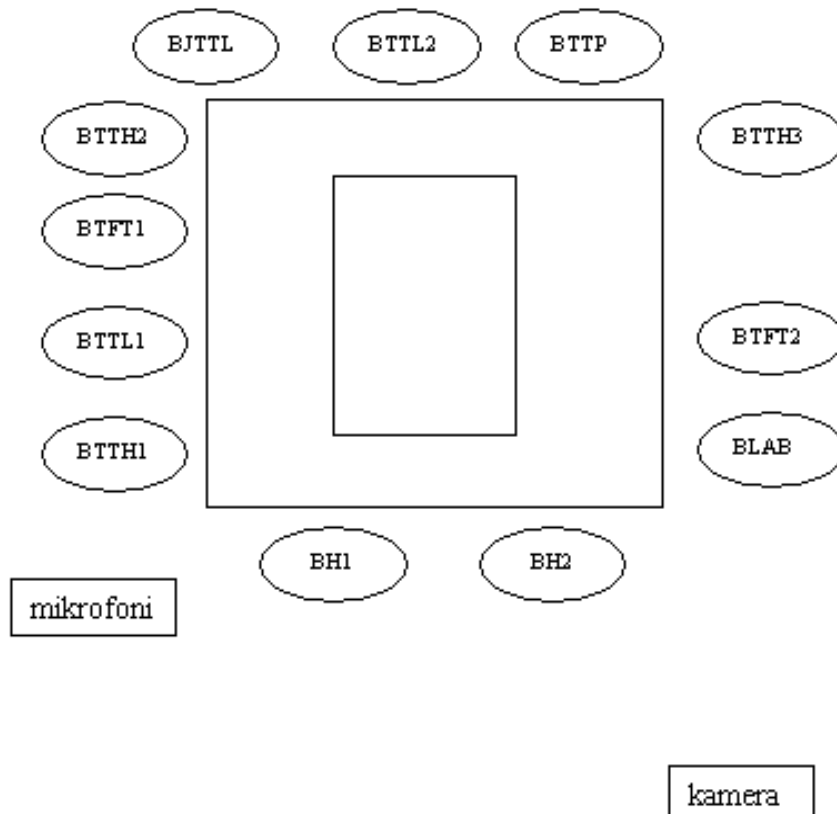 BJTTL BTTL2 BTTP
BTTH2 BTTH3
BTFT1
BTTL1 BTFT2
BTTH1 BLAB
BH1 BH2
mikrofoni
kamera